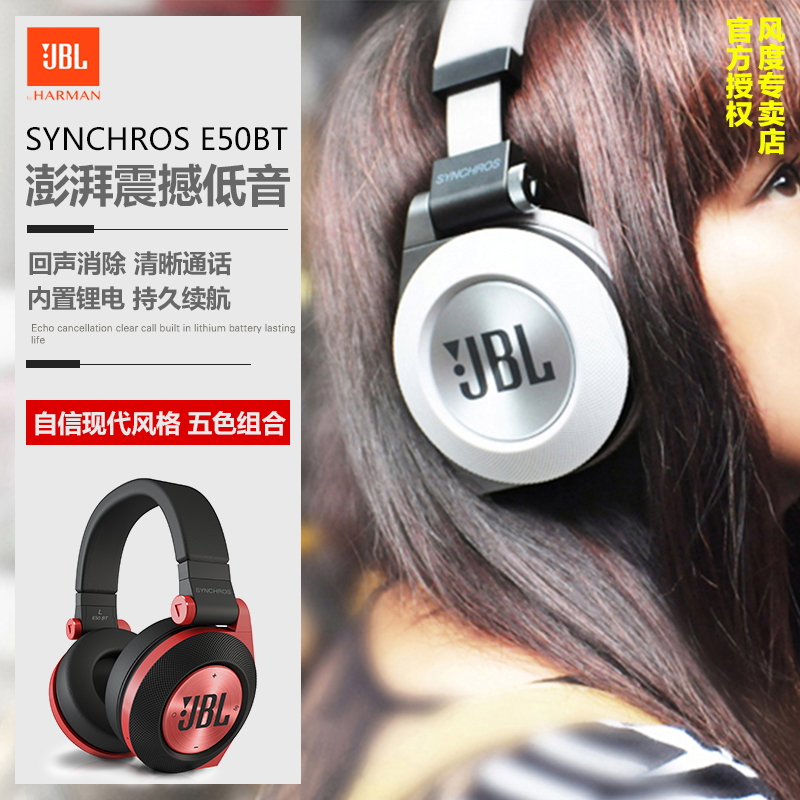 JBL
by HARMAN
SYNCHROS E50BT
澎湃震撼低音
回声消除 清晰通话
内置锂电 持久续航
Echo cancellation clear call built in lithium battery lasting
life
自信现代风格 五色组合
SYNCHROS
L
E50-BT
JBL
SYNCHROS
JBL
风度专卖店
官方授权